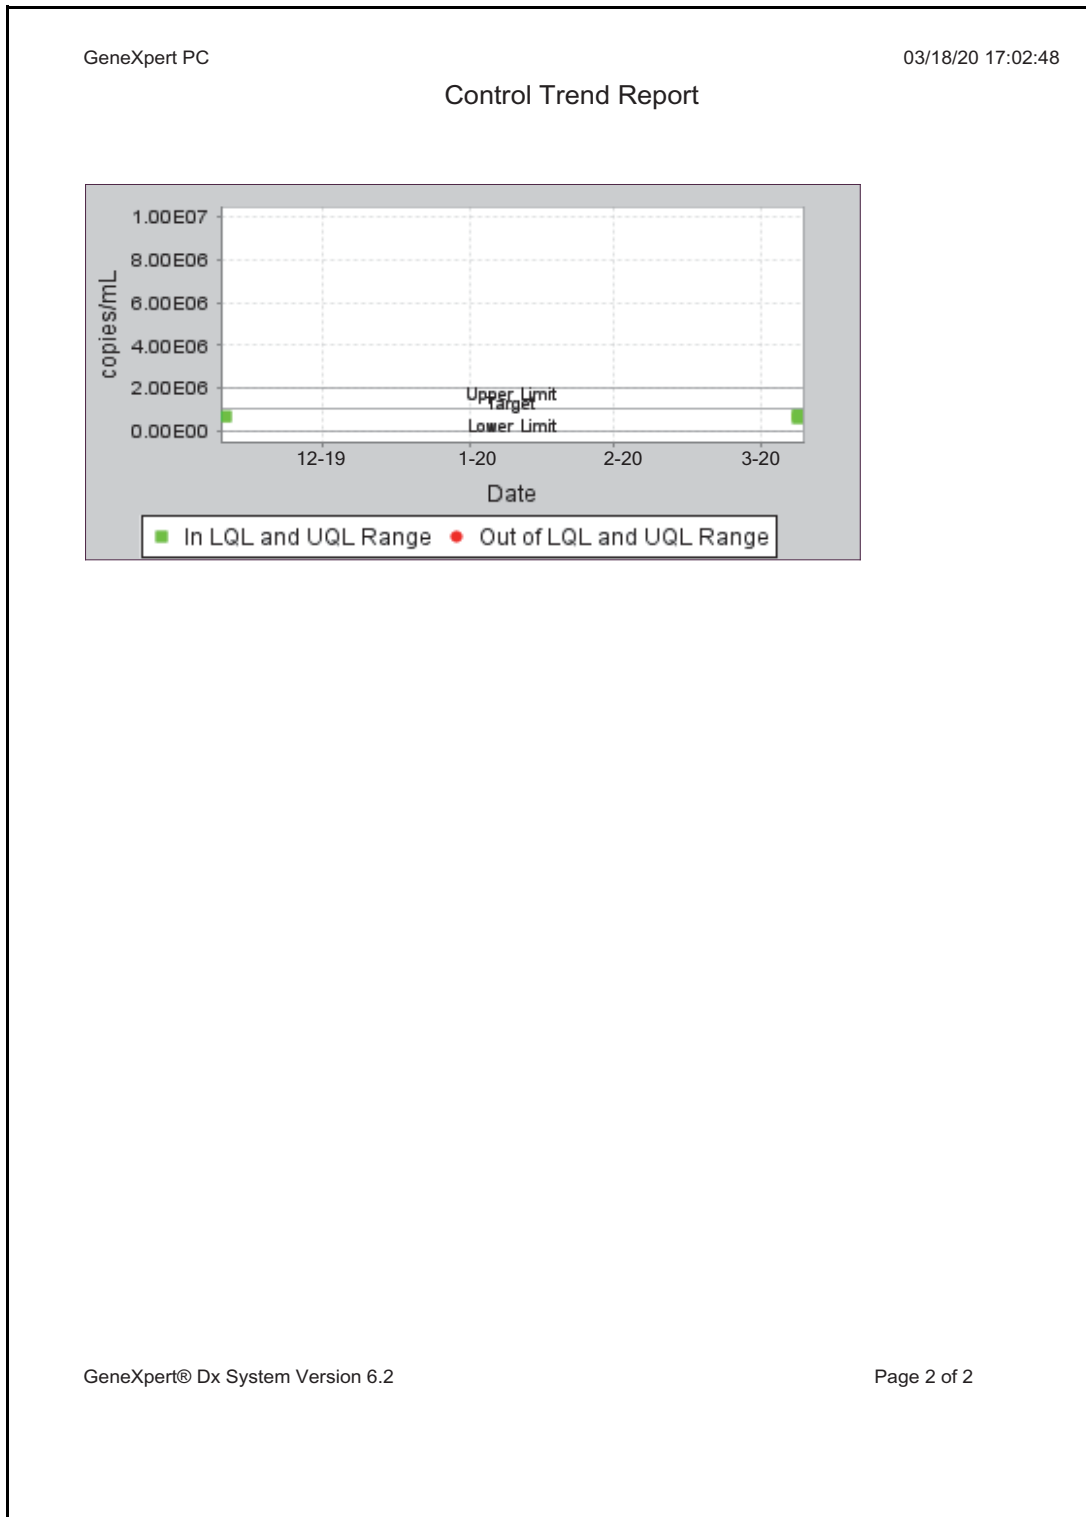 GeneXpert PC 03/18/20 17:02:48
Control Trend Report
1.00E07
8.00E06
6.00E06
4.00E06
2.00E06
0.00E00
copies/mL
Upper Limit
Target
Lower Limit
12-19 1-20 2-20 3-20
Date
In LQL and UQL Range Out of LQL and UQL Range
GeneXpert® Dx System Version 6.2 Page 2 of 2